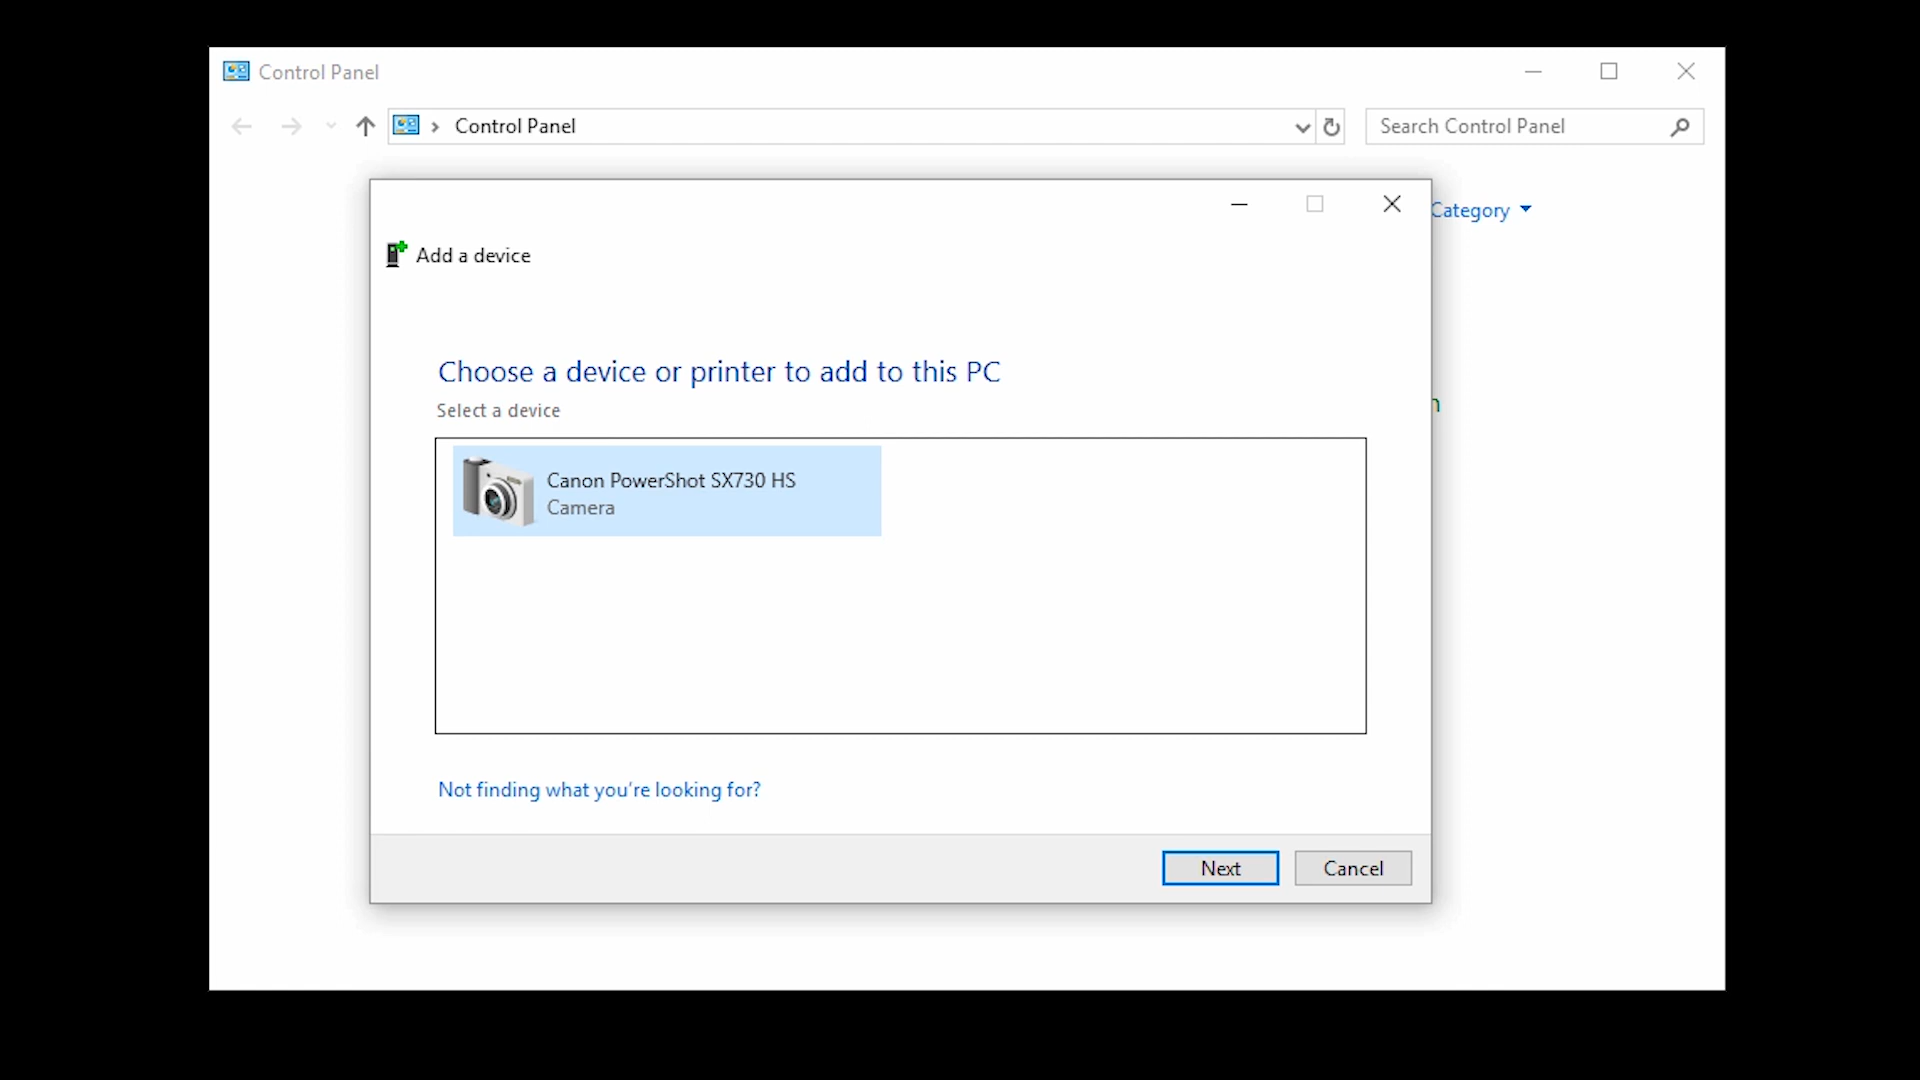 Control Panel
Control Panel
Search Control Panel
Category
Add a device
Choose a device or printer to add to this PC
Select a device
Canon PowerShot SX730 HS
Camera
Not finding what you're looking for?
Next
Cancel